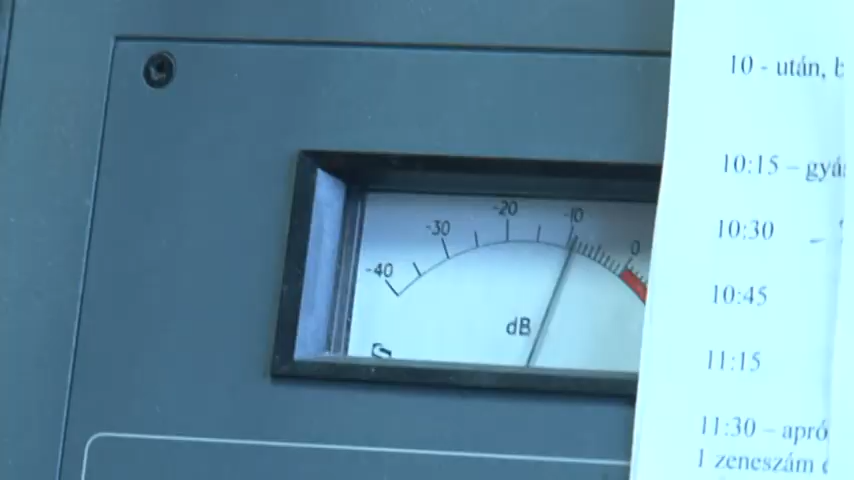 -40 -30 -20 -10 0
dB
10 - után,
10:15 –
10:30 –
10:45
11:15
11:30 – apró
1 zeneszám